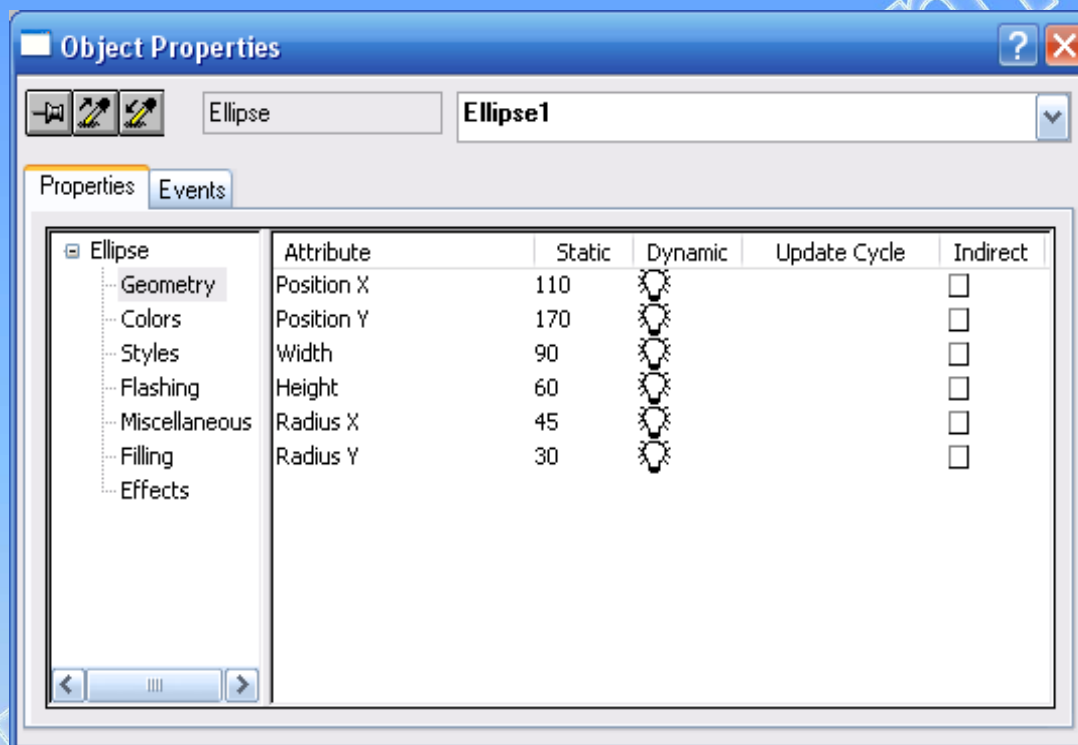 Object Properties
Ellipse Ellipse1
Properties Events
Ellipse
Geometry
Colors
Styles
Flashing
Miscellaneous
Filling
Effects
Attribute Static Dynamic Update Cycle Indirect
Position X 110
Position Y 170
Width 90
Height 60
Radius X 45
Radius Y 30